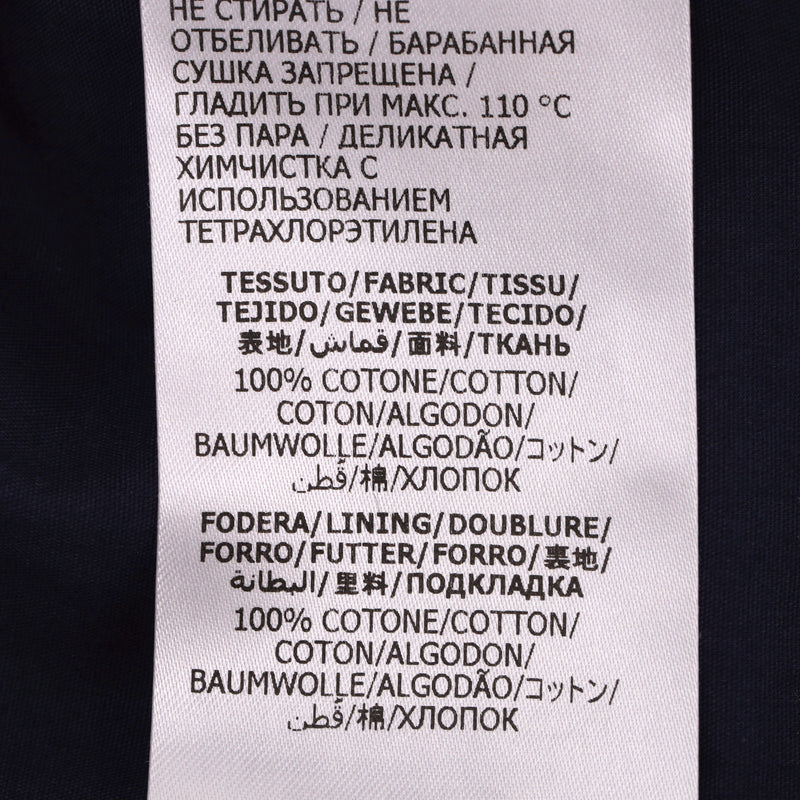 НЕ СТИРАТЬ / НЕ
ОТБЕЛИВАТЬ / БАРАБАННАЯ
СУШКА ЗАПРЕЩЕНА /
ГЛАДИТЬ ПРИ МАКС. 110 °C
БЕЗ ПАРА / ДЕЛИКАТНАЯ
ХИМЧИСТКА С
ИСПОЛЬЗОВАНИЕМ
ТЕТРАХЛОРЭТИЛЕНА
TESSUTO/FABRIC/TISSU/
TEJIDO/GEWEBE/TECIDO/
表地/قماش/面料/ТКАНЬ
100% COTONE/COTTON/
COTON/ALGODON/
BAUMWOLLE/ALGODÃO/コットン/
قُطن/棉/ХЛОПОК
FODERA/LINING/DOUBLURE/
FORRO/FUTTER/FORRO/裏地/
البطانة/里料/ПОДКЛАДКА
100% COTONE/COTTON/
COTON/ALGODON/
BAUMWOLLE/ALGODÃO/コットン/
قُطن/棉/ХЛОПОК